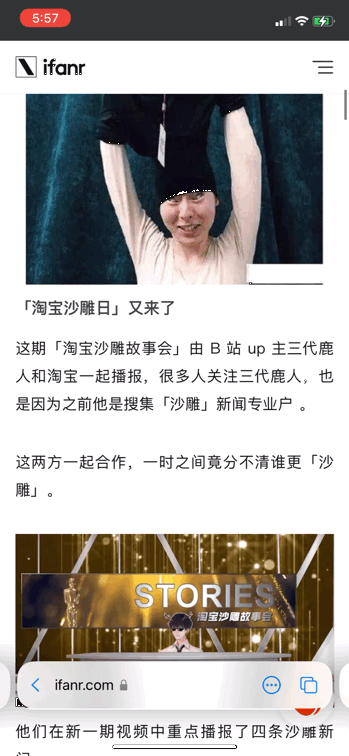 5:57
ifanr
「淘宝沙雕日」又来了
这期「淘宝沙雕故事会」由 B 站 up 主三代鹿
人和淘宝一起播报，很多人关注三代鹿人，也
是因为之前他是搜集「沙雕」新闻专业户 。
这两方一起合作，一时之间竟分不清谁更「沙
雕」。
STORIES
淘宝沙雕故事会
ifanr.com
他们在新一期视频中重点播报了四条沙雕新